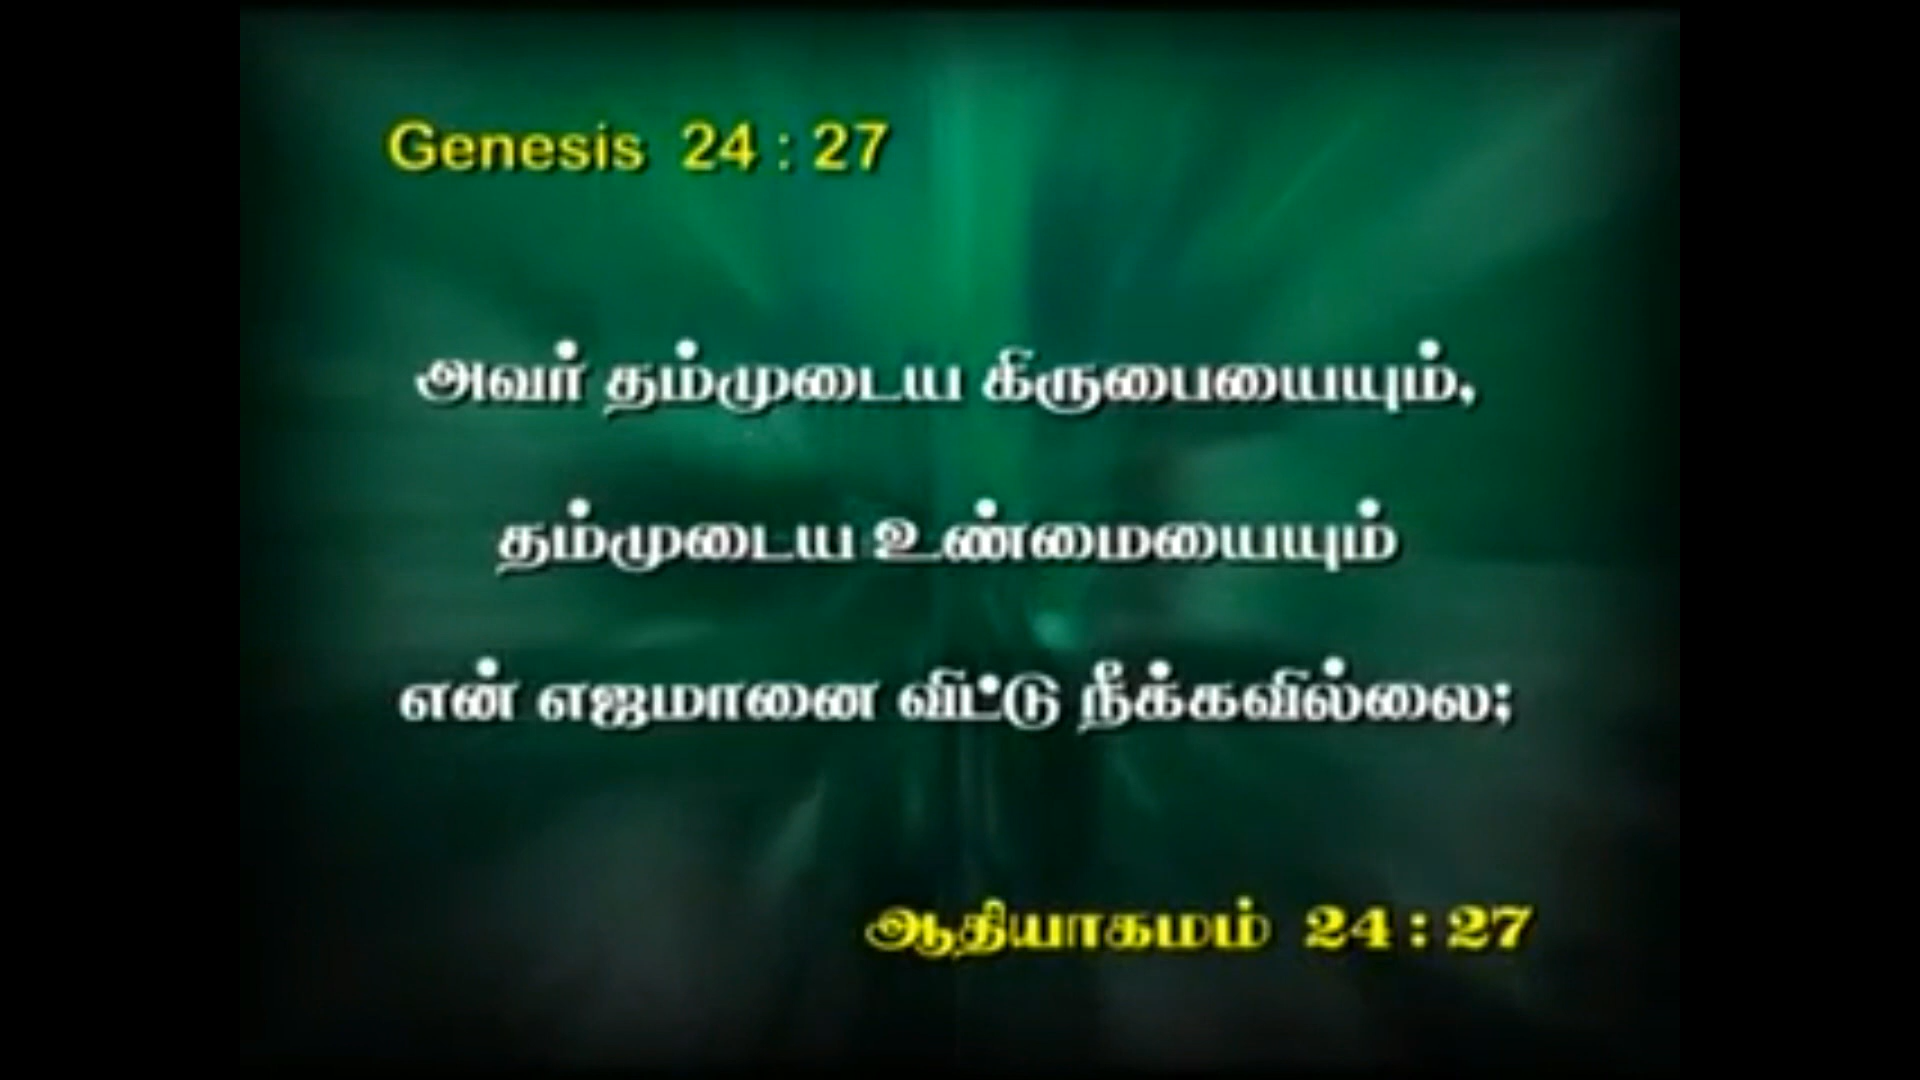 Genesis 24 : 27
அவர் தம்முடைய கிருபையையும்,
தம்முடைய உண்மையையும்
என் எஜமானை விட்டு நீக்கவில்லை;
ஆதியாகமம் 24 : 27